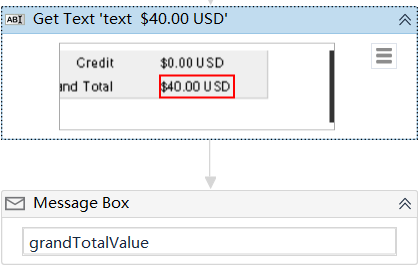 Get Text 'text  $40.00 USD'
Credit $0.00 USD
and Total $40.00 USD
Message Box
grandTotalValue